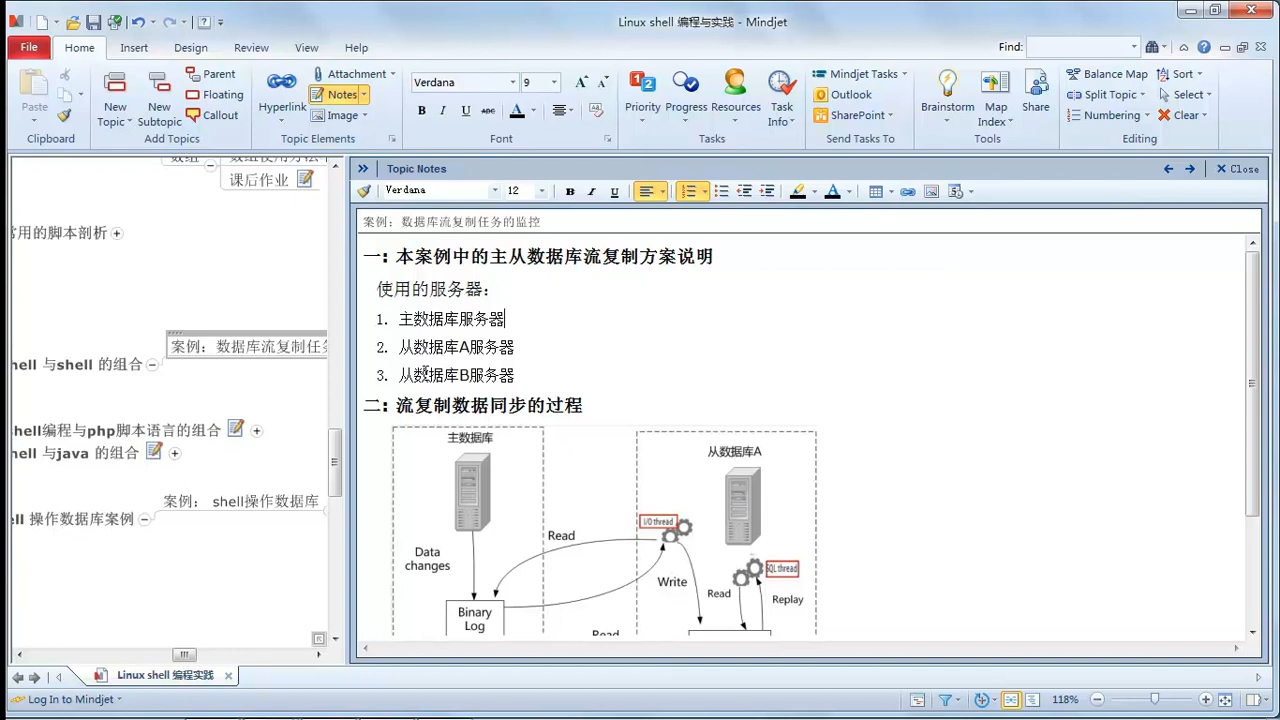 Linux shell 编程与实践 - Mindjet
File Home Insert Design Review View Help Find:
Paste
New Topic
New Subtopic
Parent
Floating
Callout
Hyperlink
Attachment
Notes
Image
Verdana 9
B I U abc A
Priority
Progress
Resources
Task Info
Mindjet Tasks
Outlook
SharePoint
Brainstorm
Map Index
Share
Balance Map
Split Topic
Numbering
Sort
Select
Clear
Clipboard Add Topics Topic Elements Font Tasks Send Tasks To Tools Editing
课后作业
常用的脚本剖析
案例：数据库流复制任务
hell 与shell 的组合
shell编程与php脚本语言的组合
shell 与java 的组合
案例： shell操作数据库
ell 操作数据库案例
Topic Notes Close
Verdana 12 B I U A
案例：数据库流复制任务的监控
一：本案例中的主从数据库流复制方案说明
使用的服务器：
1. 主数据库服务器
2. 从数据库A服务器
3. 从数据库B服务器
二：流复制数据同步的过程
主数据库
从数据库A
I/O thread
Read
Data changes
Write
SQL thread
Read
Replay
Binary Log
Read
Linux shell 编程实践
Log In to Mindjet 118%